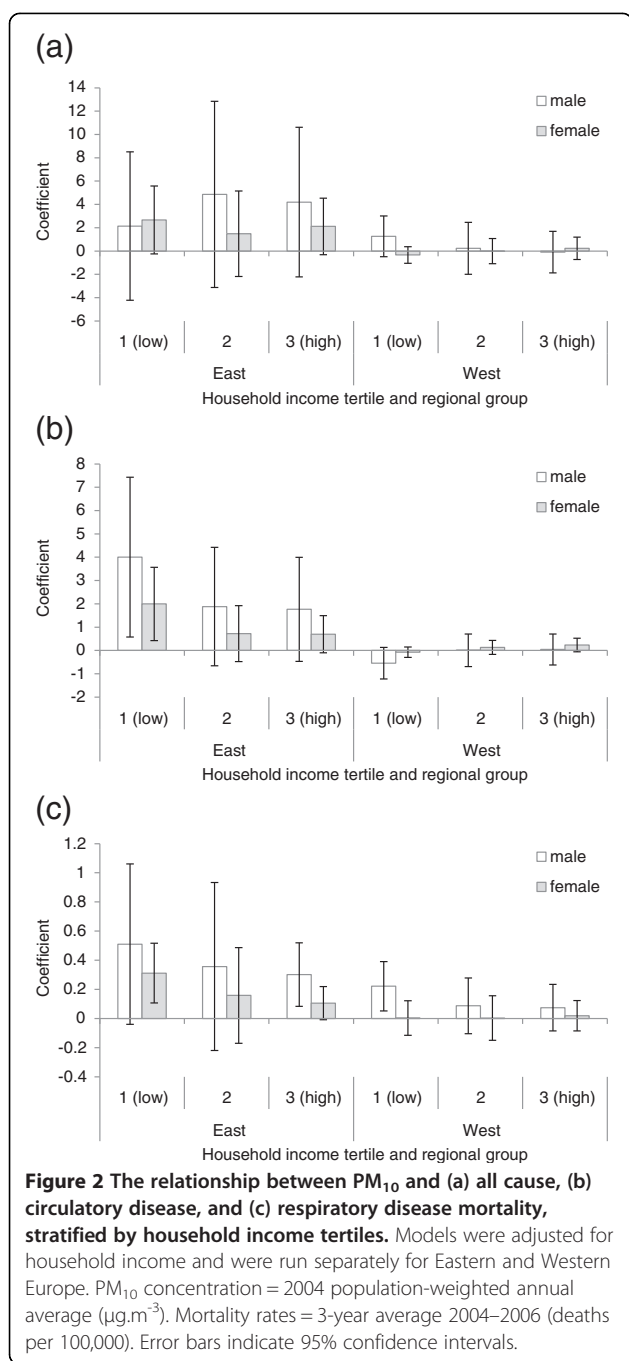 (a)
14
12
10
8
6
4
2
0
-2
-4
-6
Coefficient
male
female
1 (low) 2 3 (high) 1 (low) 2 3 (high)
East West
Household income tertile and regional group
(b)
8
7
6
5
4
3
2
1
0
-1
-2
Coefficient
male
female
1 (low) 2 3 (high) 1 (low) 2 3 (high)
East West
Household income tertile and regional group
(c)
1.2
1
0.8
0.6
0.4
0.2
0
-0.2
-0.4
Coefficient
male
female
1 (low) 2 3 (high) 1 (low) 2 3 (high)
East West
Household income tertile and regional group
Figure 2 The relationship between PM₁₀ and (a) all cause, (b)
circulatory disease, and (c) respiratory disease mortality,
stratified by household income tertiles. Models were adjusted for
household income and were run separately for Eastern and Western
Europe. PM₁₀ concentration = 2004 population-weighted annual
average (µg.m⁻³). Mortality rates = 3-year average 2004–2006 (deaths
per 100,000). Error bars indicate 95% confidence intervals.